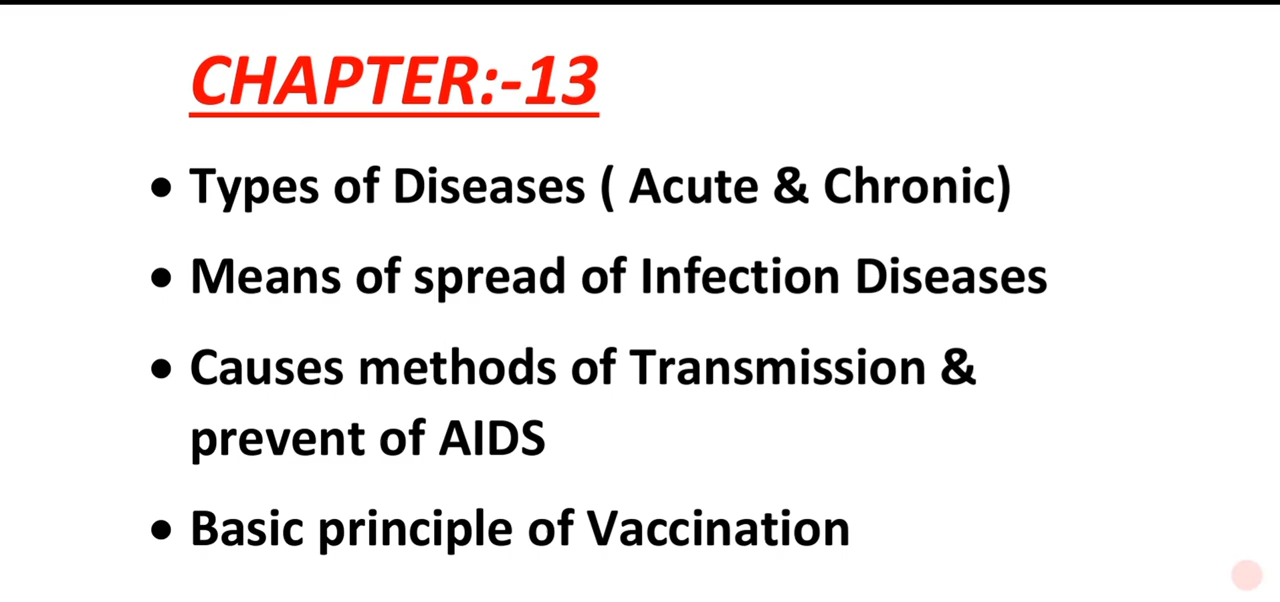 CHAPTER:-13
• Types of Diseases ( Acute & Chronic)
• Means of spread of Infection Diseases
• Causes methods of Transmission &
prevent of AIDS
• Basic principle of Vaccination